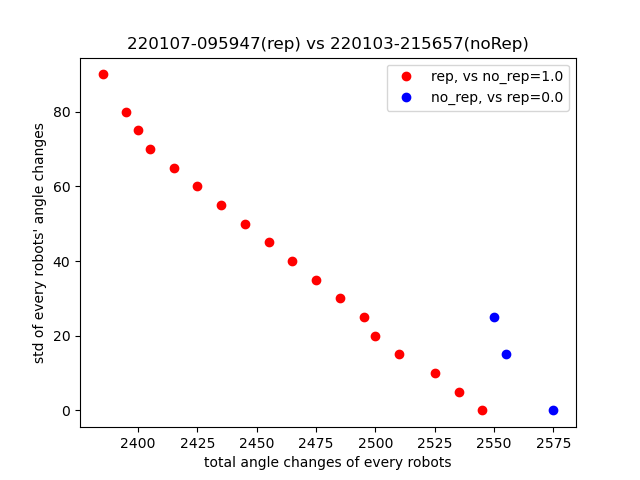 220107-095947(rep) vs 220103-215657(noRep)
rep, vs no_rep=1.0
no_rep, vs rep=0.0
std of every robots' angle changes
80
60
40
20
0
2400 2425 2450 2475 2500 2525 2550 2575
total angle changes of every robots